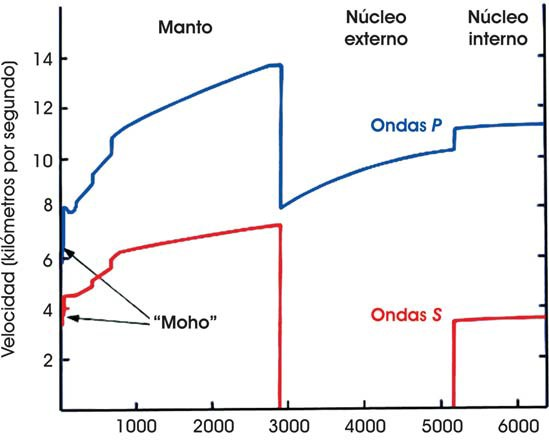 Manto
Núcleo
externo
Núcleo
interno
Velocidad (kilómetros por segundo)
14
12
10
8
6
4
2
Ondas P
"Moho"
Ondas S
1000
2000
3000
4000
5000
6000